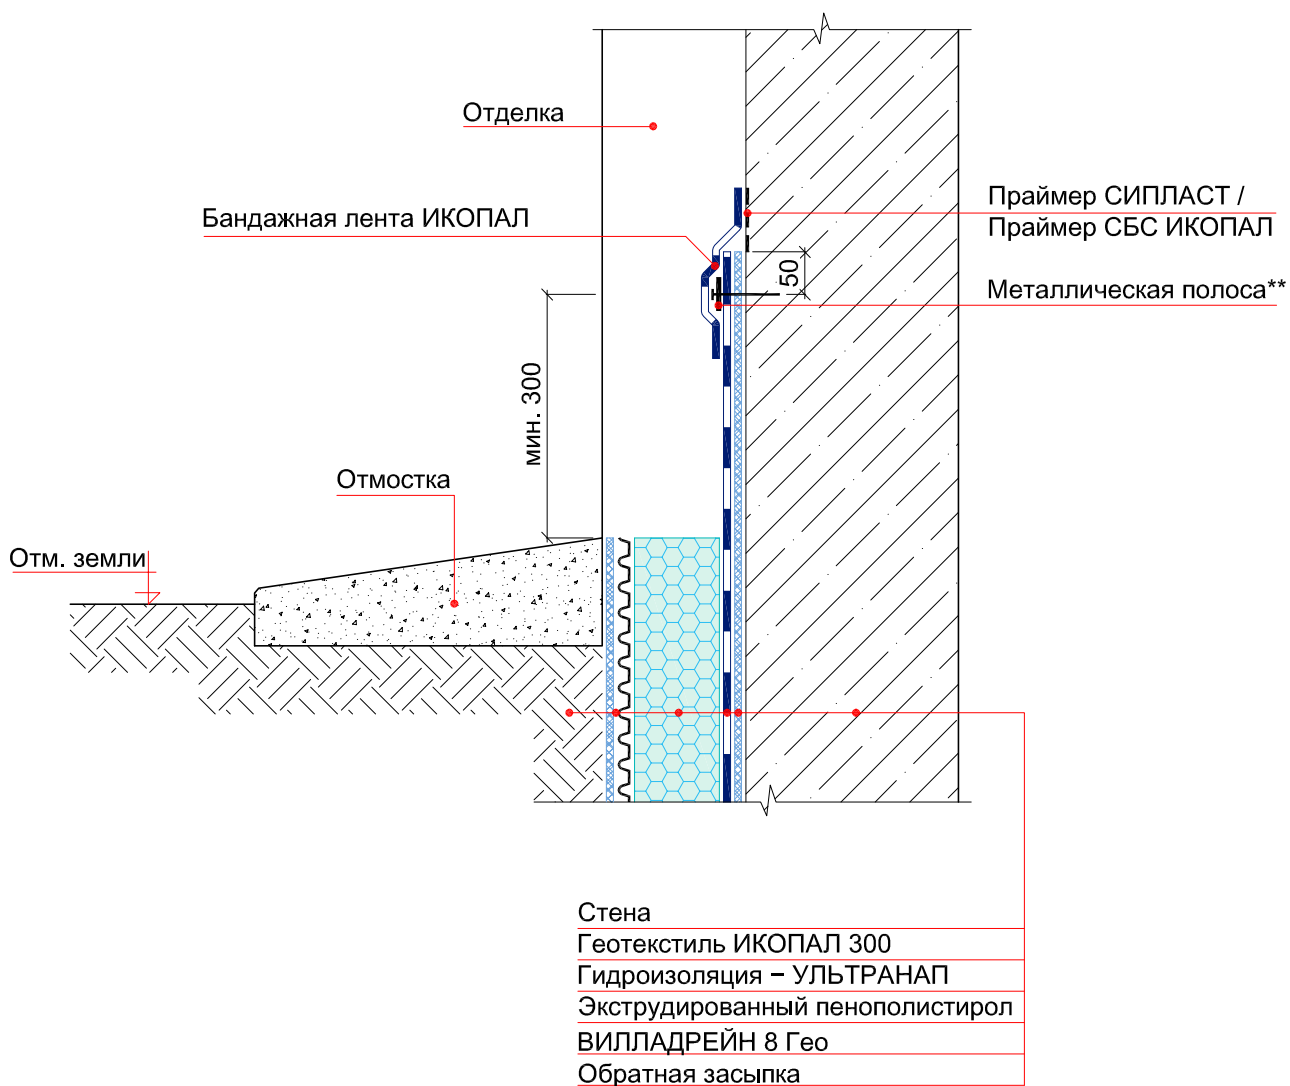 Отделка
Бандажная лента ИКОПАЛ
Праймер СИПЛАСТ /
Праймер СБС ИКОПАЛ
50
Металлическая полоса**
мин. 300
Отмостка
Отм. земли
Стена
Геотекстиль ИКОПАЛ 300
Гидроизоляция – УЛЬТРАНАП
Экструдированный пенополистирол
ВИЛЛАДРЕЙН 8 Гео
Обратная засыпка